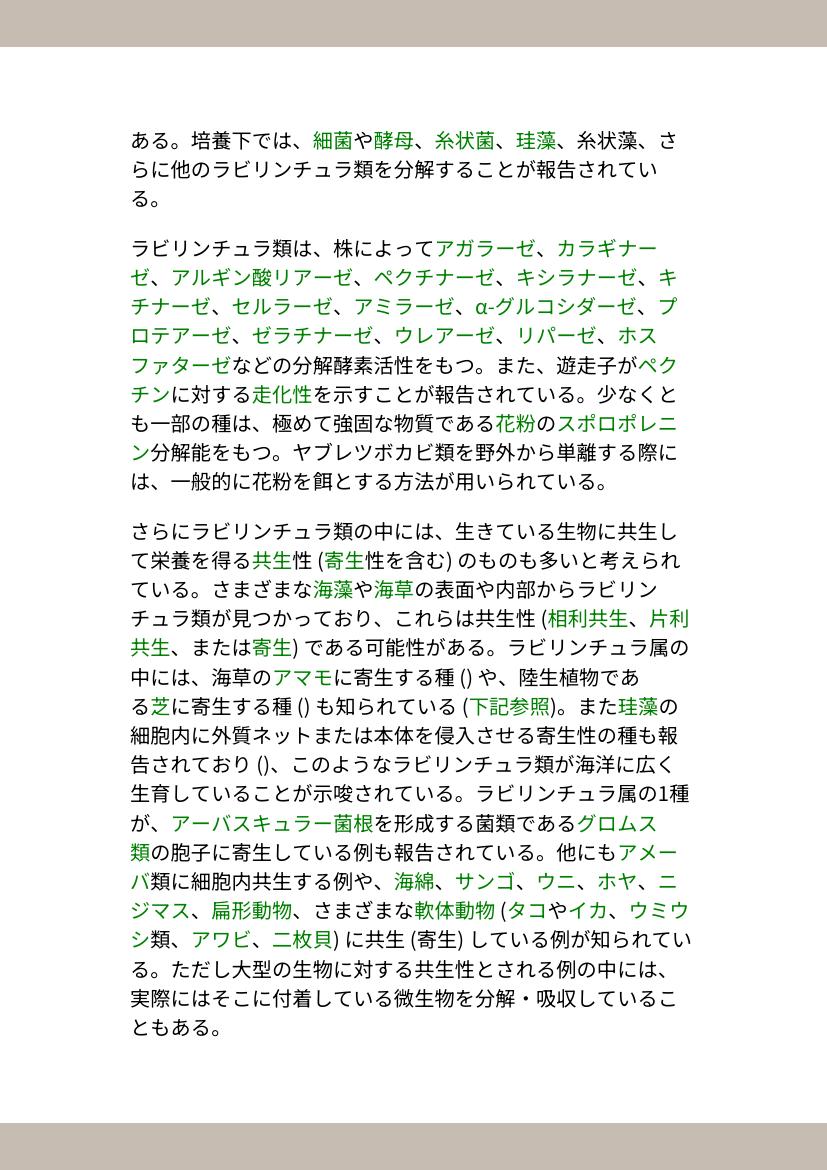 ある。培養下では、細菌や酵母、糸状菌、珪藻、糸状藻、さ
らに他のラビリンチュラ類を分解することが報告されてい
る。
ラビリンチュラ類は、株によってアガラーゼ、カラギナー
ゼ、アルギン酸リアーゼ、ペクチナーゼ、キシラナーゼ、キ
チナーゼ、セルラーゼ、アミラーゼ、α-グルコシダーゼ、プ
ロテアーゼ、ゼラチナーゼ、ウレアーゼ、リパーゼ、ホス
ファターゼなどの分解酵素活性をもつ。また、遊走子がペク
チンに対する走化性を示すことが報告されている。少なくと
も一部の種は、極めて強固な物質である花粉のスポロポレニ
ン分解能をもつ。ヤブレツボカビ類を野外から単離する際に
は、一般的に花粉を餌とする方法が用いられている。
さらにラビリンチュラ類の中には、生きている生物に共生し
て栄養を得る共生性 (寄生性を含む) のものも多いと考えられ
ている。さまざまな海藻や海草の表面や内部からラビリン
チュラ類が見つかっており、これらは共生性 (相利共生、片利
共生、または寄生) である可能性がある。ラビリンチュラ属の
中には、海草のアマモに寄生する種 () や、陸生植物であ
る芝に寄生する種 () も知られている (下記参照)。また珪藻の
細胞内に外質ネットまたは本体を侵入させる寄生性の種も報
告されており ()、このようなラビリンチュラ類が海洋に広く
生育していることが示唆されている。ラビリンチュラ属の1種
が、アーバスキュラー菌根を形成する菌類であるグロムス
類の胞子に寄生している例も報告されている。他にもアメー
バ類に細胞内共生する例や、海綿、サンゴ、ウニ、ホヤ、ニ
ジマス、扁形動物、さまざまな軟体動物 (タコやイカ、ウミウ
シ類、アワビ、二枚貝) に共生 (寄生) している例が知られてい
る。ただし大型の生物に対する共生性とされる例の中には、
実際にはそこに付着している微生物を分解・吸収しているこ
ともある。